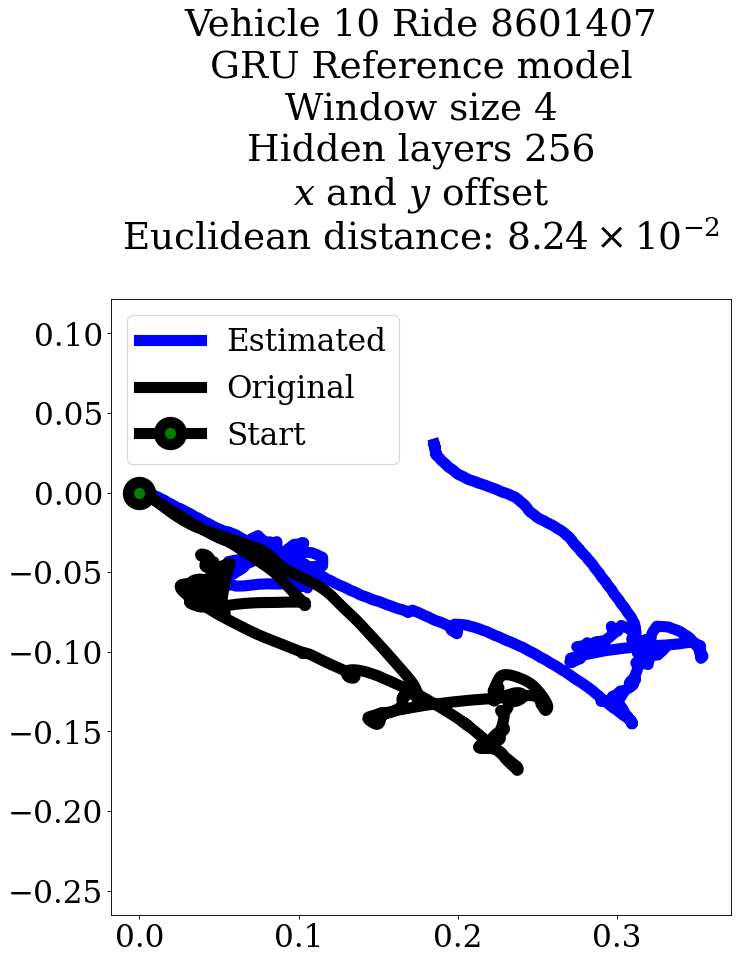 Vehicle 10 Ride 8601407
GRU Reference model
Window size 4
Hidden layers 256
x and y offset
Euclidean distance: 8.24 × 10⁻²
Estimated
Original
Start
0.10
0.05
0.00
−0.05
−0.10
−0.15
−0.20
−0.25
0.0 0.1 0.2 0.3